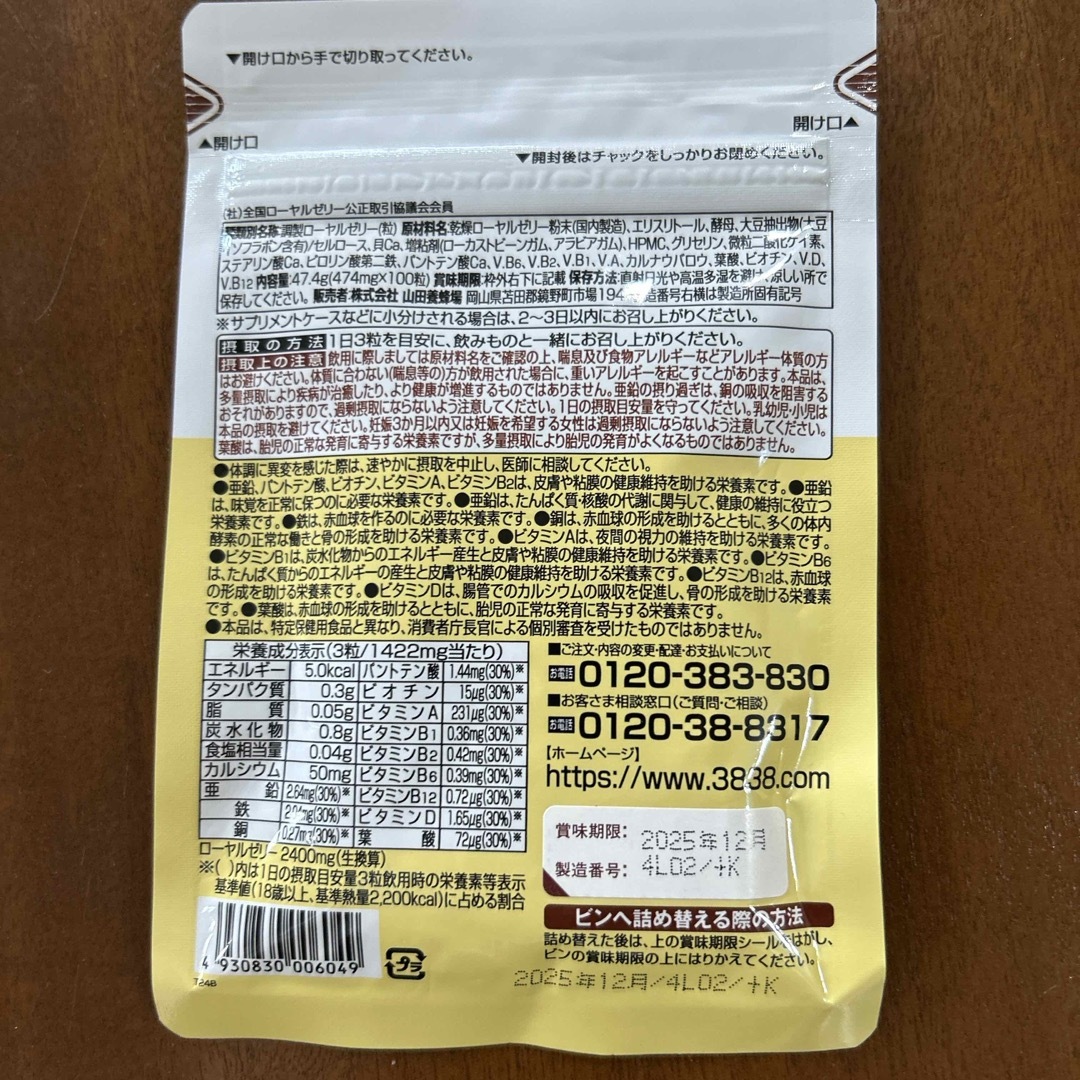 ▼開け口から手で切り取ってください。
開け口▲
▲開け口
▼開封後はチャックをしっかりお閉めください。
(社)全国ローヤルゼリー公正取引協議会会員
種類別名称:調製ローヤルゼリー(粒) 原材料名:乾燥ローヤルゼリー粉末(国内製造)、エリスリトール、酵母、大豆抽出物(大豆
イソフラボン含有)/セルロース、貝Ca、増粘剤(ローカストビーンガム、アラビアガム)、HPMC、グリセリン、微粒二酸化ケイ素、
ステアリン酸Ca、ピロリン酸第二鉄、パントテン酸Ca、V.B6、V.B2、V.B1、V.A、カルナウバロウ、葉酸、ビオチン、V.D、
V.B12 内容量:47.4g(474mg×100粒) 賞味期限:枠外右下に記載 保存方法:直射日光や高温多湿を避け、涼しい所で
保存してください。 販売者:株式会社 山田養蜂場 岡山県苫田郡鏡野町市場194 製造番号右横は製造所固有記号
※サプリメントケースなどに小分けされる場合は、2〜3日以内にお召し上がりください。
摂取の方法 1日3粒を目安に、飲みものと一緒にお召し上がりください。
摂取上の注意 飲用に際しましては原材料名をご確認の上、喘息及び食物アレルギーなどアレルギー体質の方
はお避けください。体質に合わない(喘息等の)方が飲用された場合に、重いアレルギーを起こすことがあります。本品は、
多量摂取により疾病が治癒したり、より健康が増進するものではありません。亜鉛の摂り過ぎは、銅の吸収を阻害する
おそれがありますので、過剰摂取にならないよう注意してください。1日の摂取目安量を守ってください。乳幼児・小児は
本品の摂取を避けてください。妊娠3か月以内又は妊娠を希望する女性は過剰摂取にならないよう注意してください。
葉酸は、胎児の正常な発育に寄与する栄養素ですが、多量摂取により胎児の発育がよくなるものではありません。
●体調に異変を感じた際は、速やかに摂取を中止し、医師に相談してください。
●亜鉛、パントテン酸、ビオチン、ビタミンA、ビタミンB2は、皮膚や粘膜の健康維持を助ける栄養素です。●亜鉛
は、味覚を正常に保つのに必要な栄養素です。●亜鉛は、たんぱく質・核酸の代謝に関与して、健康の維持に役立つ
栄養素です。●鉄は、赤血球を作るのに必要な栄養素です。●銅は、赤血球の形成を助けるとともに、多くの体内
酵素の正常な働きと骨の形成を助ける栄養素です。●ビタミンAは、夜間の視力の維持を助ける栄養素です。
●ビタミンB1は、炭水化物からのエネルギー産生と皮膚や粘膜の健康維持を助ける栄養素です。●ビタミンB6
は、たんぱく質からのエネルギーの産生と皮膚や粘膜の健康維持を助ける栄養素です。●ビタミンB12は、赤血球
の形成を助ける栄養素です。●ビタミンDは、腸管でのカルシウムの吸収を促進し、骨の形成を助ける栄養素
です。●葉酸は、赤血球の形成を助けるとともに、胎児の正常な発育に寄与する栄養素です。
●本品は、特定保健用食品と異なり、消費者庁長官による個別審査を受けたものではありません。
栄養成分表示(3粒/1422mg当たり)
エネルギー 5.0kcal パントテン酸 1.44mg(30%)※
タンパク質 0.3g ビオチン 15μg(30%)※
脂質 0.05g ビタミンA 231μg(30%)※
炭水化物 0.8g ビタミンB1 0.36mg(30%)※
食塩相当量 0.04g ビタミンB2 0.42mg(30%)※
カルシウム 50mg ビタミンB6 0.39mg(30%)※
亜鉛 2.64mg(30%)※ ビタミンB12 0.72μg(30%)※
鉄 2.04mg(30%)※ ビタミンD 1.65μg(30%)※
銅 0.27mg(30%)※ 葉酸 72μg(30%)※
ローヤルゼリー 2400mg(生換算)
※( )内は1日の摂取目安量3粒飲用時の栄養素等表示
基準値(18歳以上、基準熱量2,200kcal)に占める割合
■ご注文・内容の変更・配達・お支払いについて
お電話 0120-383-830
■お客さま相談窓口(ご質問・ご相談)
お電話 0120-38-8317
【ホームページ】
https://www.3838.com
賞味期限: 2025年12月
製造番号: 4L02/+K
ビンへ詰め替える際の方法
詰め替えた後は、上の賞味期限シールをはがし、
ビンの賞味期限の上にはりかえてください。
2025年12月/4L02/+K
4 930830 006049
プラ
T24B